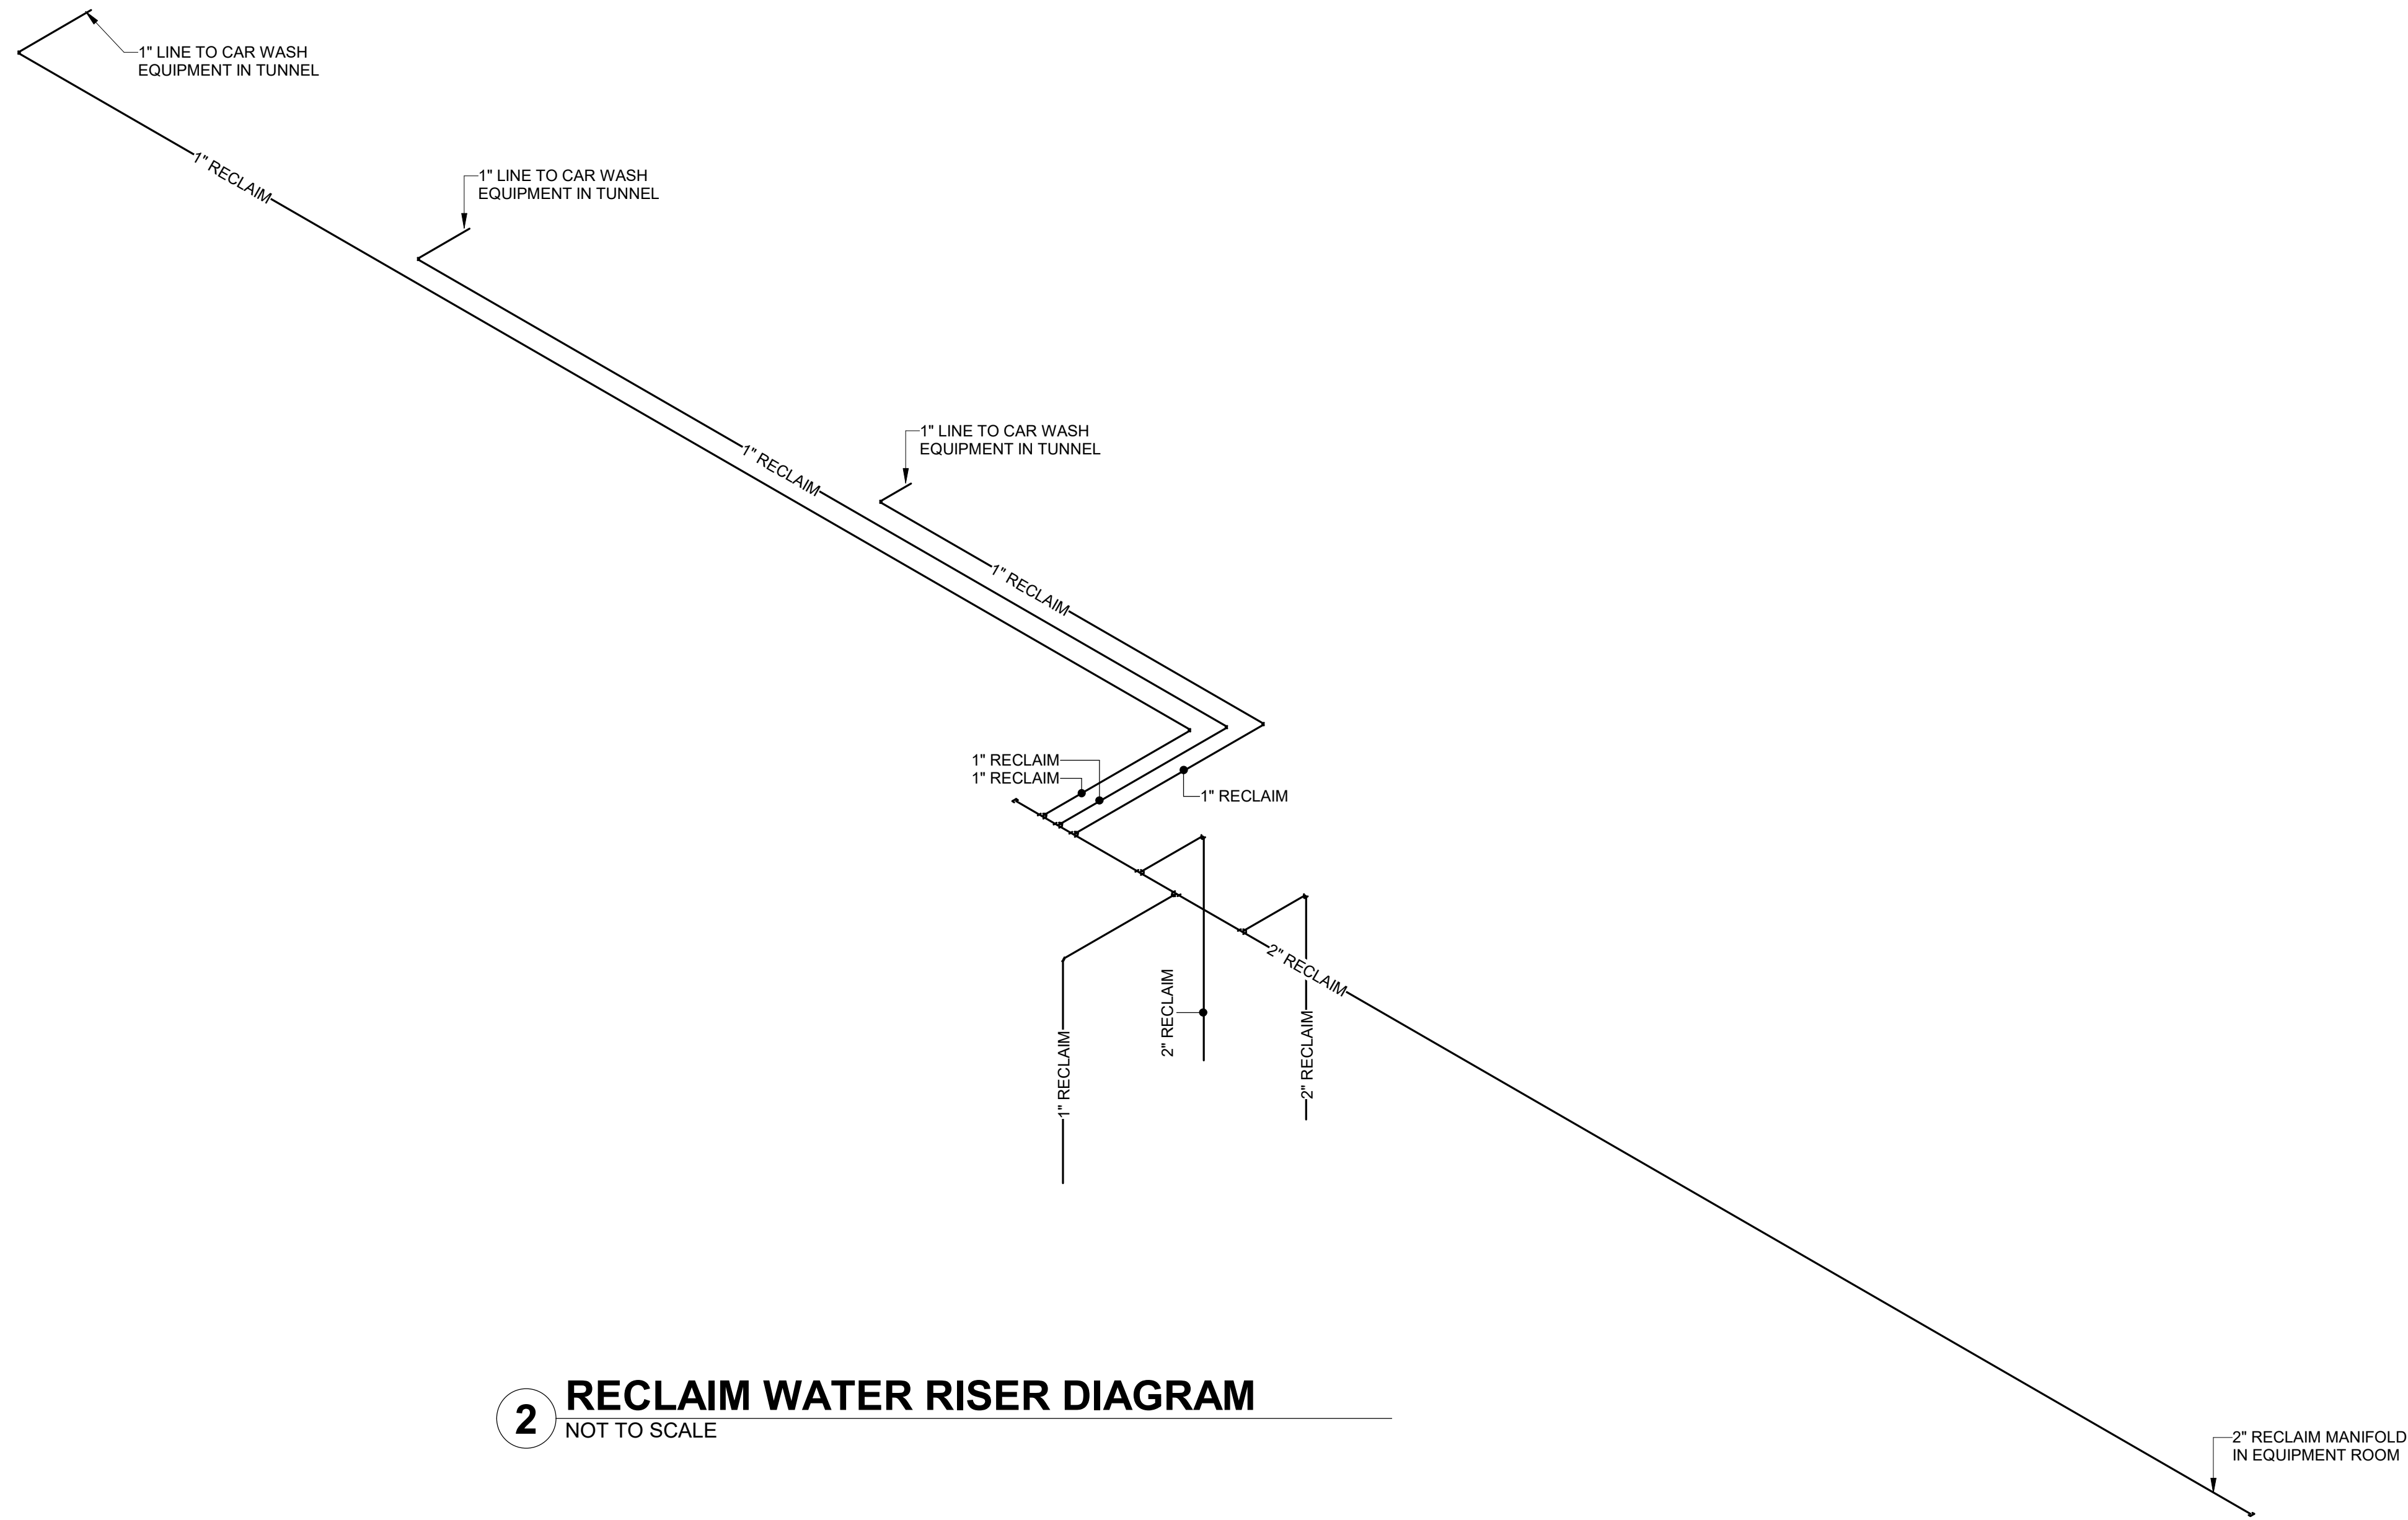 1" LINE TO CAR WASH
EQUIPMENT IN TUNNEL
1" RECLAIM
1" LINE TO CAR WASH
EQUIPMENT IN TUNNEL
1" RECLAIM
1" LINE TO CAR WASH
EQUIPMENT IN TUNNEL
1" RECLAIM
1" RECLAIM
1" RECLAIM
1" RECLAIM
2" RECLAIM
2" RECLAIM
1" RECLAIM
2" RECLAIM
2 RECLAIM WATER RISER DIAGRAM
NOT TO SCALE
2" RECLAIM MANIFOLD
IN EQUIPMENT ROOM